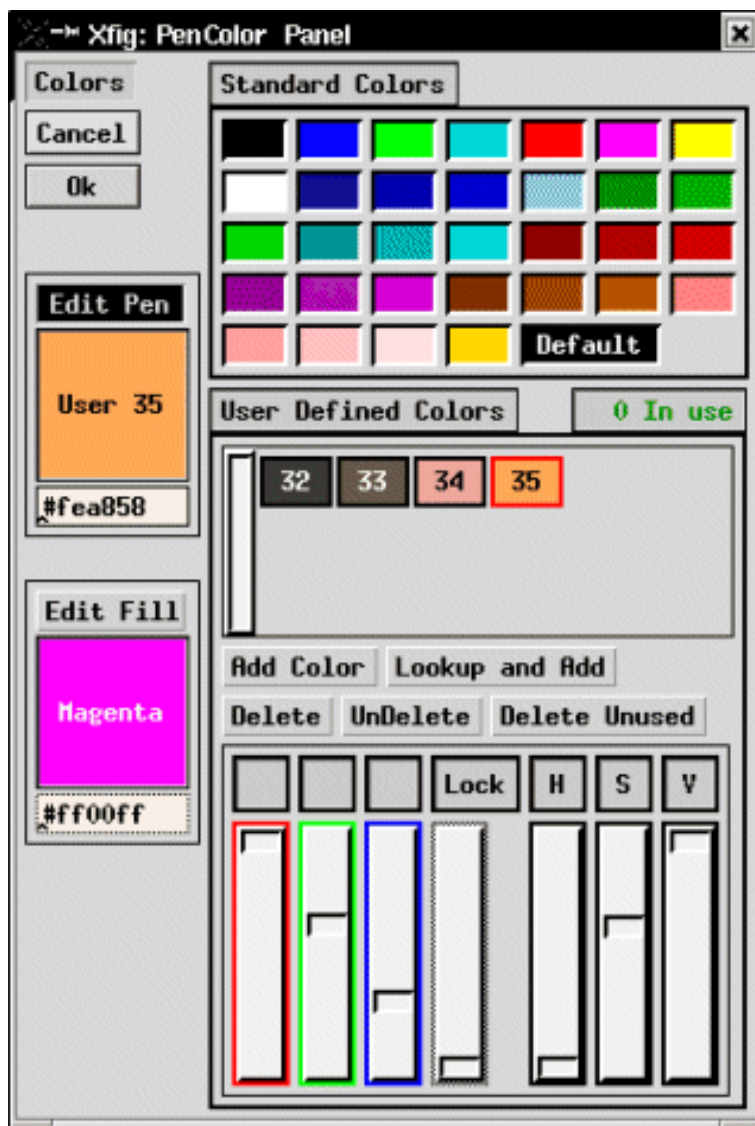 Xfig: PenColor Panel
Colors
Cancel
Ok
Standard Colors
Default
Edit Pen
User 35
#fea858
Edit Fill
Magenta
#ff00ff
User Defined Colors
0 In use
32 33 34 35
Add Color Lookup and Add
Delete UnDelete Delete Unused
Lock H S V